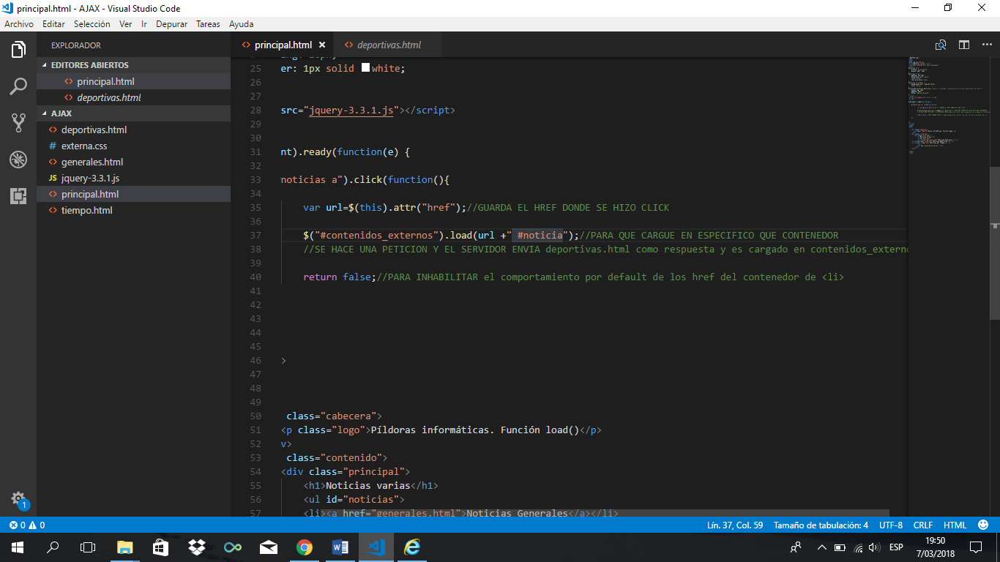 principal.html - AJAX - Visual Studio Code
Archivo Editar Selección Ver Ir Depurar Tareas Ayuda
EXPLORADOR
EDITORES ABIERTOS
<> principal.html
<> deportivas.html
AJAX
<> deportivas.html
# externa.css
<> generales.html
JS jquery-3.3.1.js
<> principal.html
<> tiempo.html
1
<> principal.html × <> deportivas.html
25 er: 1px solid white;
26
27
28 src="jquery-3.3.1.js"></script>
29
30
31 nt).ready(function(e) {
32
33 noticias a").click(function(){
34
35 var url=$(this).attr("href");//GUARDA EL HREF DONDE SE HIZO CLICK
36
37 $("#contenidos_externos").load(url +" #noticia");//PARA QUE CARGUE EN ESPECIFICO QUE CONTENEDOR
38 //SE HACE UNA PETICION Y EL SERVIDOR ENVIA deportivas.html como respuesta y es cargado en contenidos_externo
39
40 return false;//PARA INHABILITAR el comportamiento por default de los href del contenedor de <li>
41
42
43
44
45
46 >
47
48
49
50 class="cabecera">
51 <p class="logo">Píldoras informáticas. Función load()</p>
52 v>
53 class="contenido">
54 <div class="principal">
55 <h1>Noticias varias</h1>
56 <ul id="noticias">
57 <li><a href="generales.html">Noticias Generales</a></li>
0 0 Lín. 37, Col. 59 Tamaño de tabulación: 4 UTF-8 CRLF HTML
ESP
19:50
7/03/2018